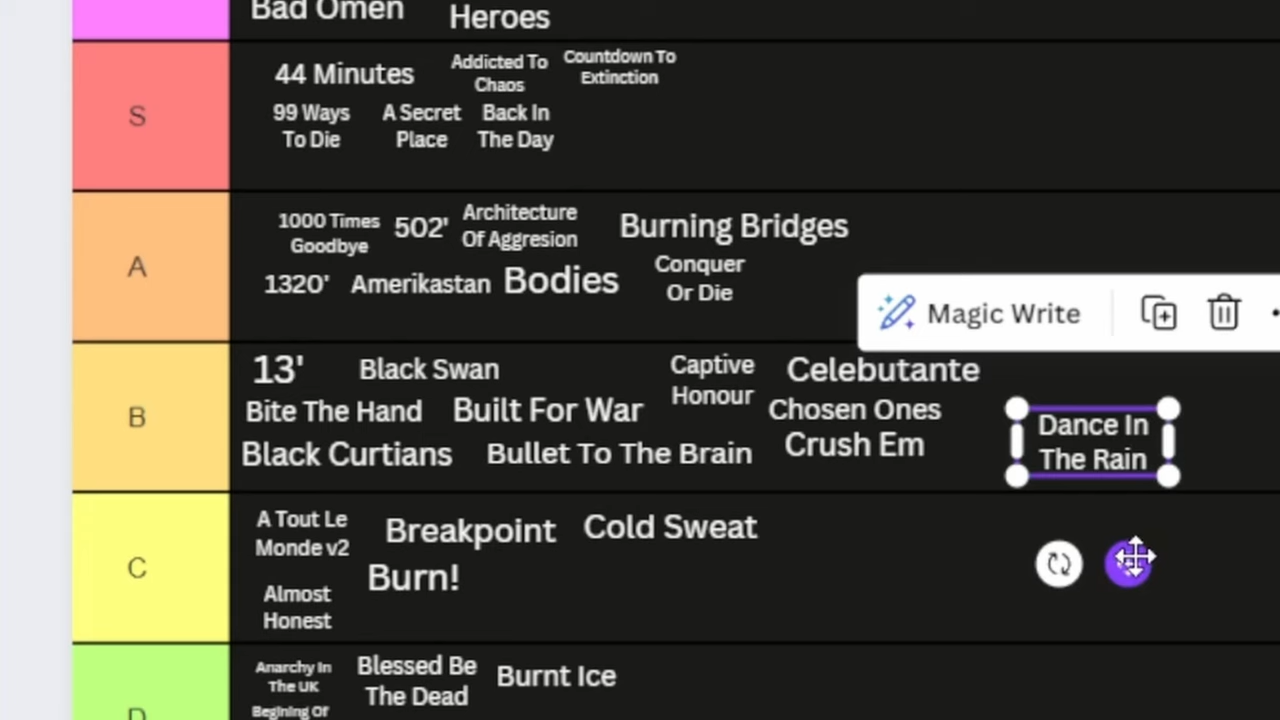 Bad Omen
Heroes
S
44 Minutes
Addicted To
Chaos
Countdown To
Extinction
99 Ways
To Die
A Secret
Place
Back In
The Day
A
1000 Times
Goodbye
502'
Architecture
Of Aggresion
Burning Bridges
1320'
Amerikastan
Bodies
Conquer
Or Die
Magic Write
B
13'
Black Swan
Captive
Honour
Celebutante
Bite The Hand
Built For War
Chosen Ones
Black Curtians
Bullet To The Brain
Crush Em
Dance In
The Rain
C
A Tout Le
Monde v2
Breakpoint
Cold Sweat
Burn!
Almost
Honest
D
Anarchy In
The UK
Blessed Be
The Dead
Burnt Ice
Begining Of